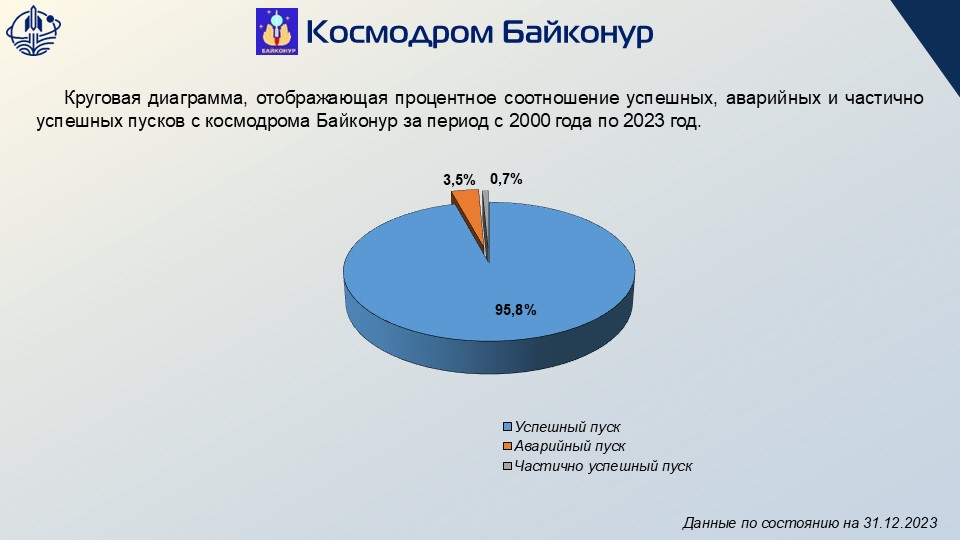 БАЙКОНУР
Космодром Байконур
Круговая диаграмма, отображающая процентное соотношение успешных, аварийных и частично
успешных пусков с космодрома Байконур за период с 2000 года по 2023 год.
3,5%
0,7%
95,8%
Успешный пуск
Аварийный пуск
Частично успешный пуск
Данные по состоянию на 31.12.2023